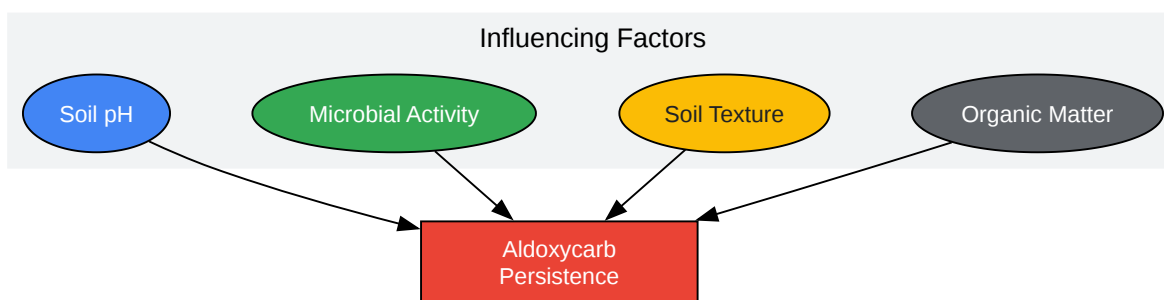 Influencing Factors
Soil pH
Microbial Activity
Soil Texture
Organic Matter
Aldoxycarb
Persistence